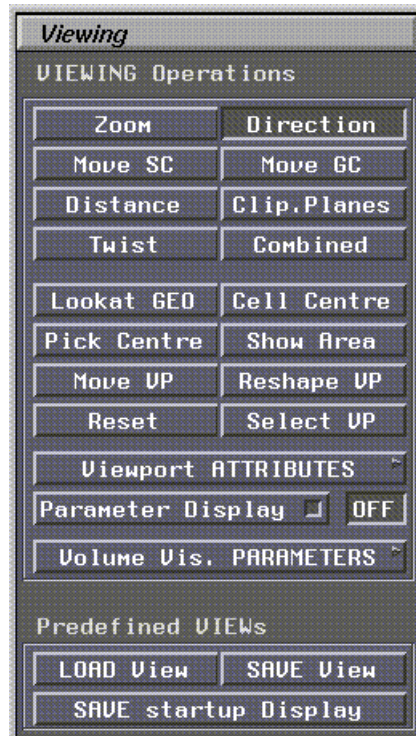 Viewing
VIEWING Operations
Zoom Direction
Move SC Move GC
Distance Clip.Planes
Twist Combined
Lookat GEO Cell Centre
Pick Centre Show Area
Move VP Reshape VP
Reset Select VP
Viewport ATTRIBUTES
Parameter Display OFF
Volume Vis. PARAMETERS
Predefined VIEWs
LOAD View SAVE View
SAVE startup Display